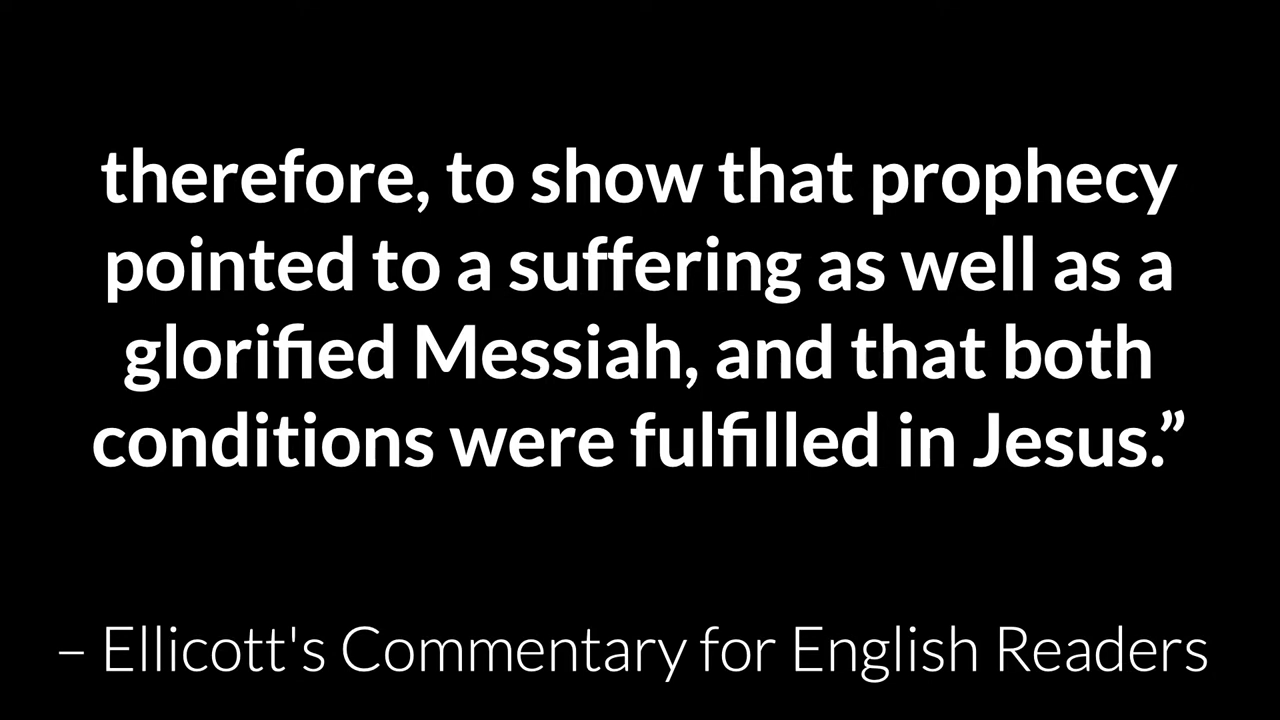 therefore, to show that prophecy
pointed to a suffering as well as a
glorified Messiah, and that both
conditions were fulfilled in Jesus.”
– Ellicott's Commentary for English Readers